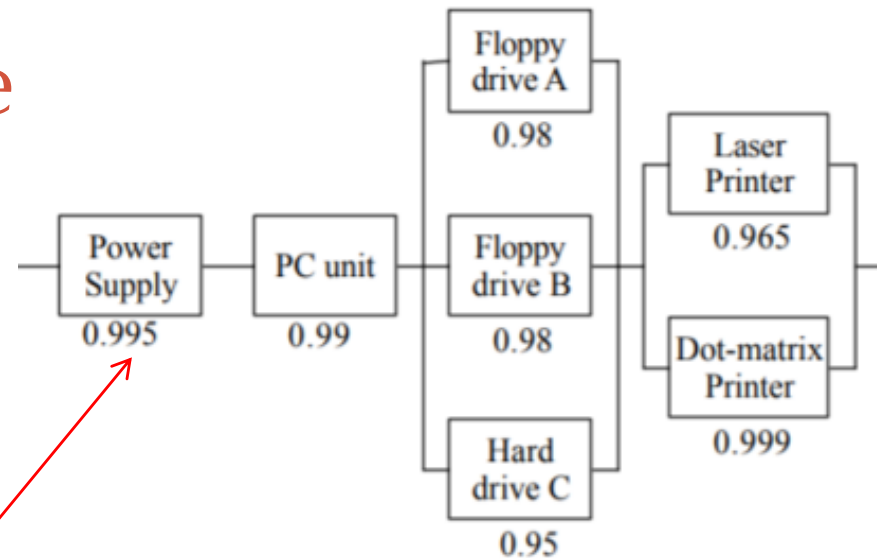 e
Power
Supply
0.995
PC unit
0.99
Floppy
drive A
0.98
Floppy
drive B
0.98
Hard
drive C
0.95
Laser
Printer
0.965
Dot-matrix
Printer
0.999